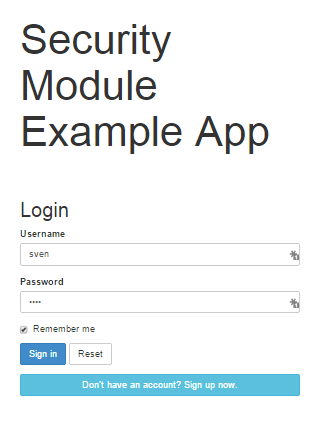 Security
Module
Example App
Login
Username
sven
Password
••••
Remember me
Sign in Reset
Don't have an account? Sign up now.